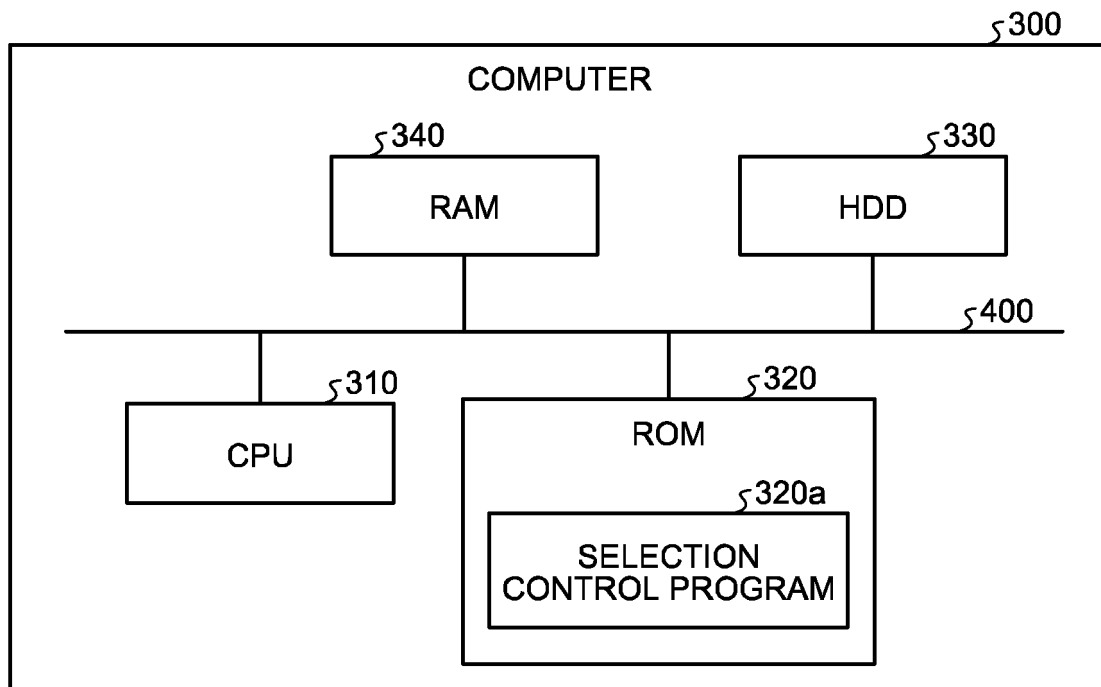 300
COMPUTER
340
RAM
330
HDD
400
310
CPU
320
ROM
320a
SELECTION
CONTROL PROGRAM